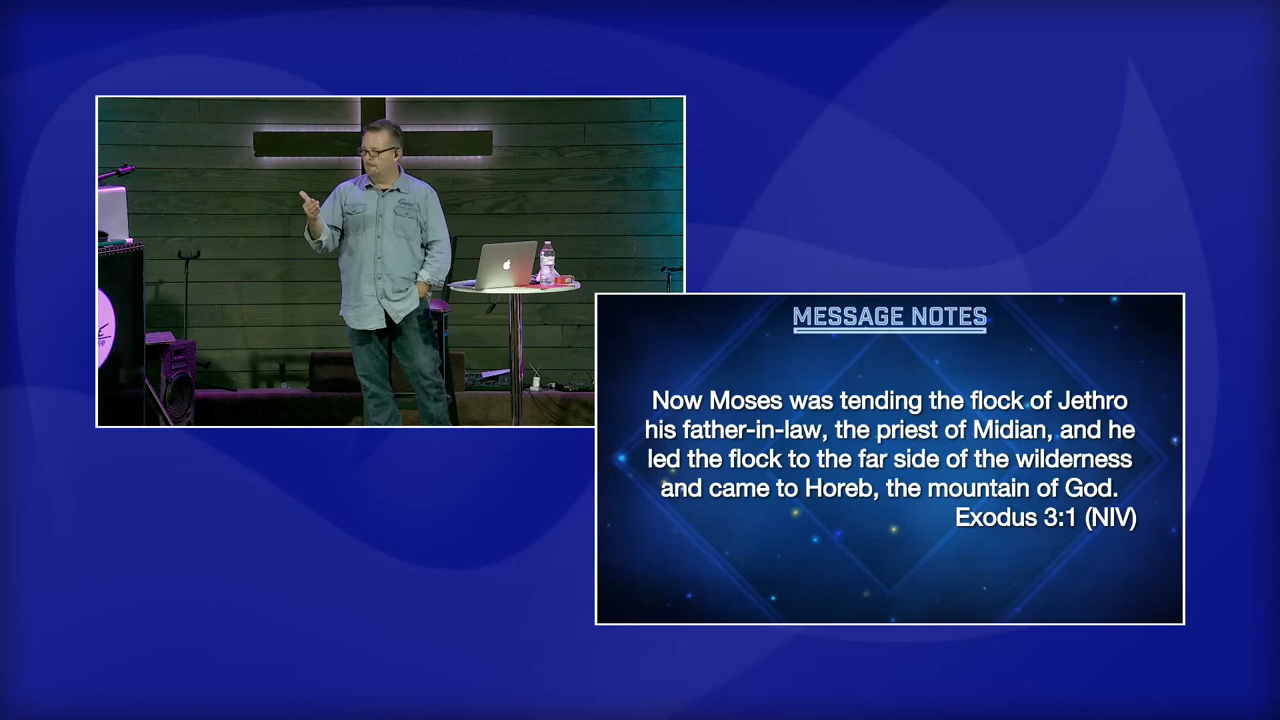 MESSAGE NOTES
Now Moses was tending the flock of Jethro
his father-in-law, the priest of Midian, and he
led the flock to the far side of the wilderness
and came to Horeb, the mountain of God.
Exodus 3:1 (NIV)